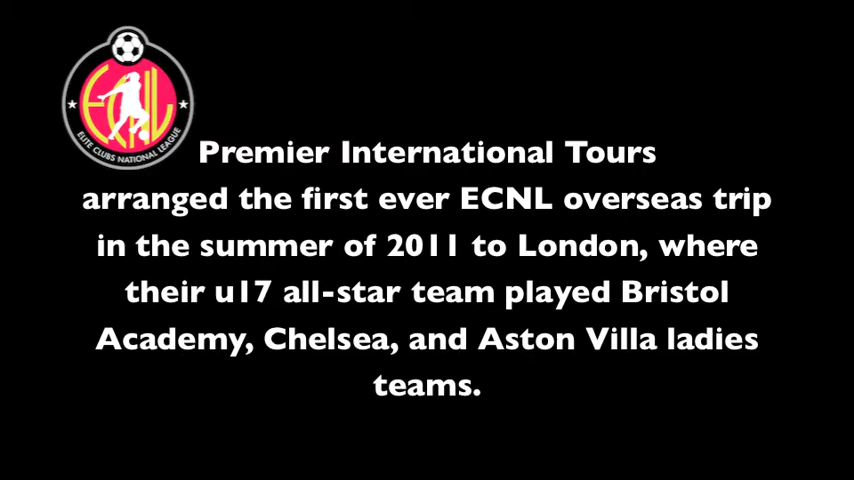 ECNL
ELITE CLUBS NATIONAL LEAGUE
Premier International Tours
arranged the first ever ECNL overseas trip
in the summer of 2011 to London, where
their u17 all-star team played Bristol
Academy, Chelsea, and Aston Villa ladies
teams.